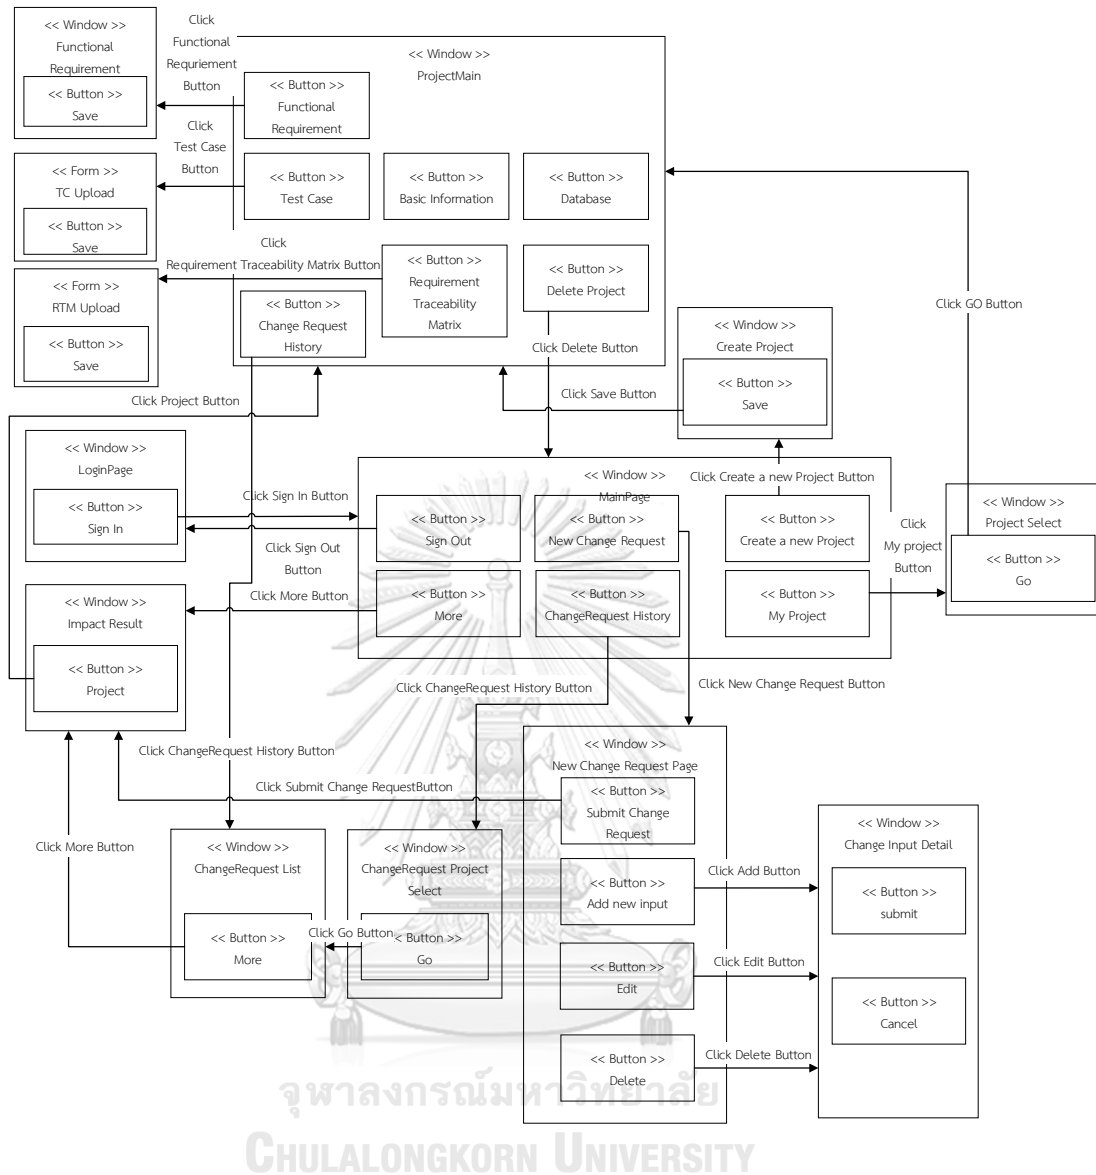 << Window >>
Functional
Requirement
<< Button >>
Save
Click
Functional
Requriement
Button
<< Window >>
ProjectMain
<< Button >>
Functional
Requirement
Click
Test Case
Button
<< Form >>
TC Upload
<< Button >>
Save
<< Button >>
Test Case
<< Button >>
Basic Information
<< Button >>
Database
Click
Requirement Traceability Matrix Button
<< Form >>
RTM Upload
<< Button >>
Save
<< Button >>
Requirement
Traceability
Matrix
<< Button >>
Delete Project
<< Button >>
Change Request
History
Click GO Button
Click Delete Button
<< Window >>
Create Project
<< Button >>
Save
Click Project Button
Click Save Button
<< Window >>
LoginPage
<< Button >>
Sign In
Click Sign In Button
<< Window >>
MainPage
Click Create a new Project Button
<< Button >>
Sign Out
<< Button >>
New Change Request
<< Button >>
Create a new Project
Click
My project
Button
<< Window >>
Project Select
<< Button >>
Go
Click Sign Out
Button
Click More Button
<< Button >>
More
<< Button >>
ChangeRequest History
<< Button >>
My Project
<< Window >>
Impact Result
<< Button >>
Project
Click ChangeRequest History Button
Click New Change Request Button
Click ChangeRequest History Button
<< Window >>
New Change Request Page
Click Submit Change RequestButton
<< Button >>
Submit Change
Request
Click More Button
<< Window >>
ChangeRequest List
<< Button >>
More
<< Window >>
ChangeRequest Project
Select
Click Go Button
<< Button >>
Go
<< Button >>
Add new input
Click Add Button
<< Window >>
Change Input Detail
<< Button >>
submit
<< Button >>
Edit
Click Edit Button
<< Button >>
Cancel
<< Button >>
Delete
Click Delete Button
จุฬาลงกรณ์มหาวิทยาลัย
CHULALONGKORN UNIVERSITY